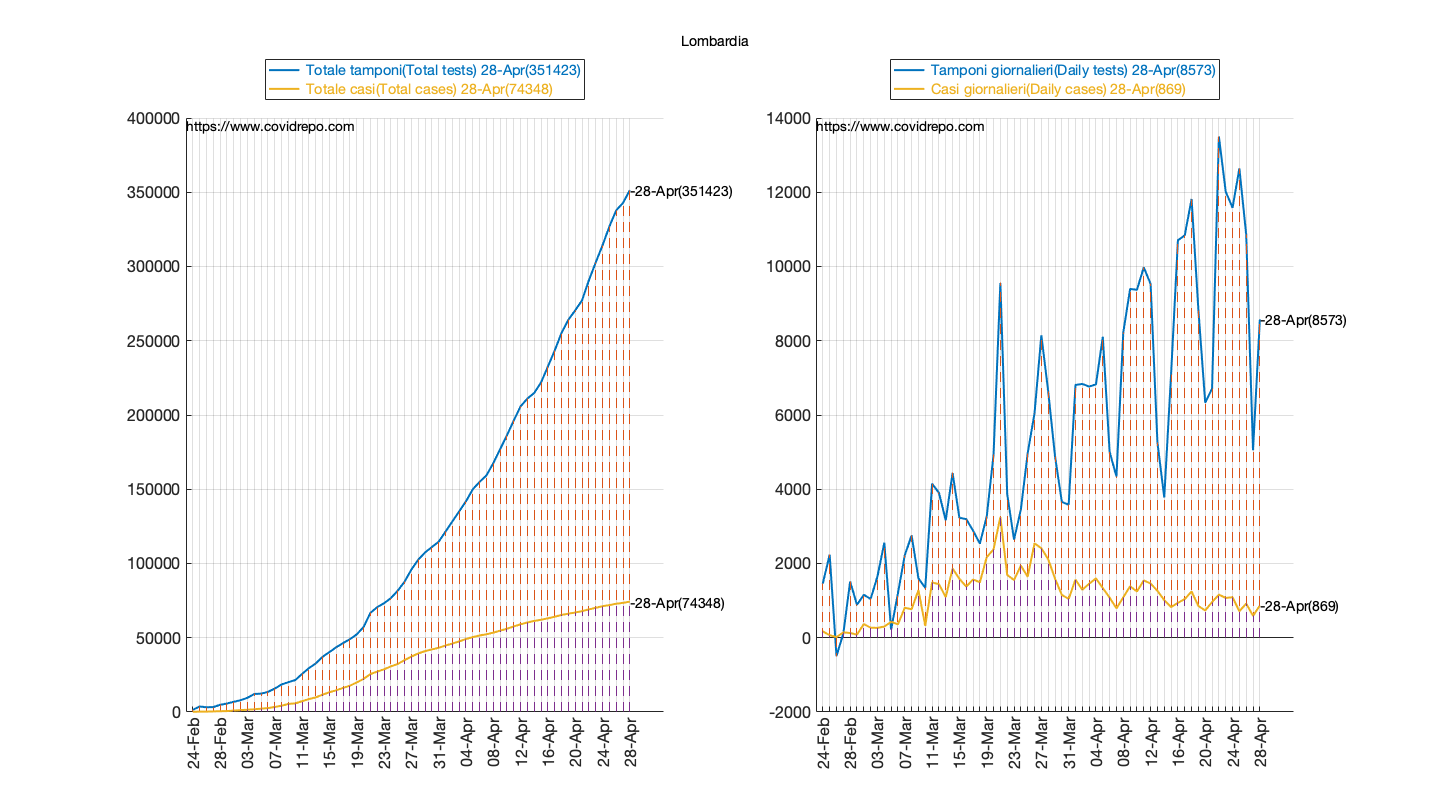 Lombardia
Totale tamponi(Total tests) 28-Apr(351423)
Totale casi(Total cases) 28-Apr(74348)
400000
350000
300000
250000
200000
150000
100000
50000
0
https://www.covidrepo.com
-28-Apr(351423)
-28-Apr(74348)
24-Feb
28-Feb
03-Mar
07-Mar
11-Mar
15-Mar
19-Mar
23-Mar
27-Mar
31-Mar
04-Apr
08-Apr
12-Apr
16-Apr
20-Apr
24-Apr
28-Apr
Tamponi giornalieri(Daily tests) 28-Apr(8573)
Casi giornalieri(Daily cases) 28-Apr(869)
14000
12000
10000
8000
6000
4000
2000
0
-2000
https://www.covidrepo.com
-28-Apr(8573)
-28-Apr(869)
24-Feb
28-Feb
03-Mar
07-Mar
11-Mar
15-Mar
19-Mar
23-Mar
27-Mar
31-Mar
04-Apr
08-Apr
12-Apr
16-Apr
20-Apr
24-Apr
28-Apr